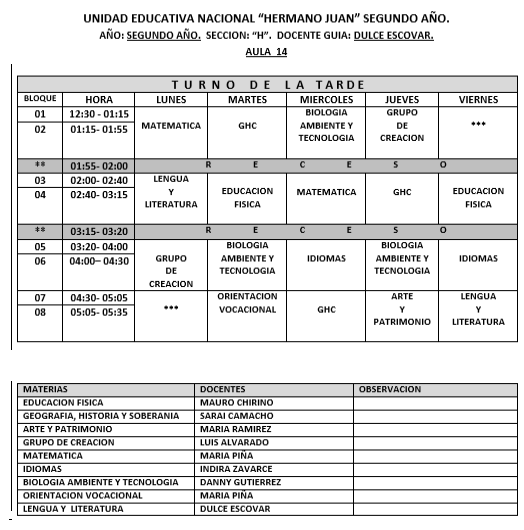 UNIDAD EDUCATIVA NACIONAL “HERMANO JUAN” SEGUNDO AÑO.
AÑO: SEGUNDO AÑO. SECCION: “H”. DOCENTE GUIA: DULCE ESCOVAR.
AULA 14
TURNO DE LA TARDE
BLOQUE HORA LUNES MARTES MIERCOLES JUEVES VIERNES
01 12:30 - 01:15
02 01:15- 01:55
MATEMATICA
GHC
BIOLOGIA
AMBIENTE Y
TECNOLOGIA
GRUPO
DE
CREACION
***
** 01:55- 02:00 R E C E S O
03 02:00- 02:40
04 02:40- 03:15
LENGUA
Y
LITERATURA
EDUCACION
FISICA
MATEMATICA
GHC
EDUCACION
FISICA
** 03:15- 03:20 R E C E S O
05 03:20- 04:00
06 04:00– 04:30
GRUPO
DE
CREACION
BIOLOGIA
AMBIENTE Y
TECNOLOGIA
IDIOMAS
BIOLOGIA
AMBIENTE Y
TECNOLOGIA
IDIOMAS
07 04:30- 05:05
08 05:05- 05:35
***
ORIENTACION
VOCACIONAL
GHC
ARTE
Y
PATRIMONIO
LENGUA
Y
LITERATURA
MATERIAS DOCENTES OBSERVACION
EDUCACION FISICA MAURO CHIRINO
GEOGRAFIA, HISTORIA Y SOBERANIA SARAI CAMACHO
ARTE Y PATRIMONIO MARIA RAMIREZ
GRUPO DE CREACION LUIS ALVARADO
MATEMATICA MARIA PIÑA
IDIOMAS INDIRA ZAVARCE
BIOLOGIA AMBIENTE Y TECNOLOGIA DANNY GUTIERREZ
ORIENTACION VOCACIONAL MARIA PIÑA
LENGUA Y LITERATURA DULCE ESCOVAR